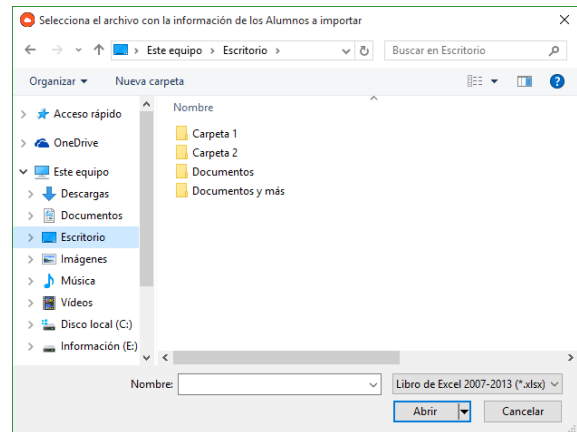 Selecciona el archivo con la información de los Alumnos a importar
Este equipo > Escritorio >
Buscar en Escritorio
Organizar
Nueva carpeta
Acceso rápido
OneDrive
Este equipo
Descargas
Documentos
Escritorio
Imágenes
Música
Vídeos
Disco local (C:)
Información (E:)
Nombre
Carpeta 1
Carpeta 2
Documentos
Documentos y más
Nombre:
Libro de Excel 2007-2013 (*.xlsx)
Abrir
Cancelar